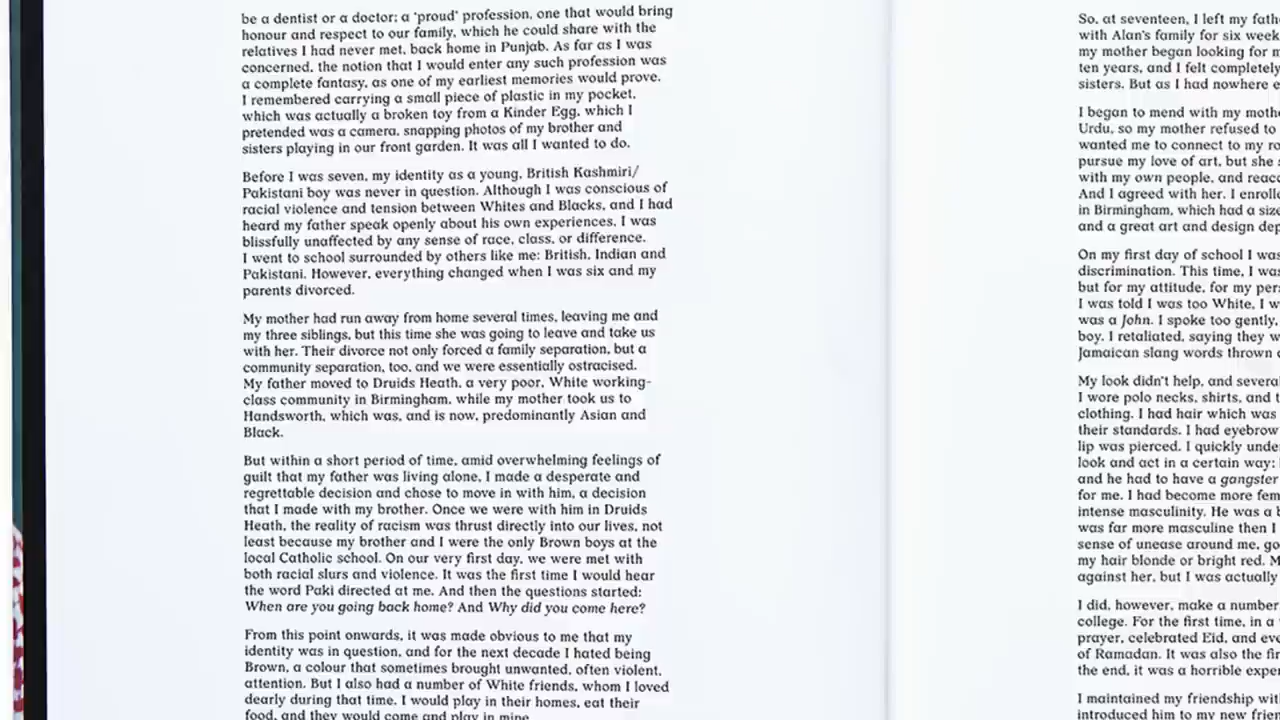 be a dentist or a doctor; a ‘proud’ profession, one that would bring
honour and respect to our family, which he could share with the
relatives I had never met, back home in Punjab. As far as I was
concerned, the notion that I would enter any such profession was
a complete fantasy, as one of my earliest memories would prove.
I remembered carrying a small piece of plastic in my pocket,
which was actually a broken toy from a Kinder Egg, which I
pretended was a camera, snapping photos of my brother and
sisters playing in our front garden. It was all I wanted to do.
Before I was seven, my identity as a young, British Kashmiri/
Pakistani boy was never in question. Although I was conscious of
racial violence and tension between Whites and Blacks, and I had
heard my father speak openly about his own experiences, I was
blissfully unaffected by any sense of race, class, or difference.
I went to school surrounded by others like me: British, Indian and
Pakistani. However, everything changed when I was six and my
parents divorced.
My mother had run away from home several times, leaving me and
my three siblings, but this time she was going to leave and take us
with her. Their divorce not only forced a family separation, but a
community separation, too, and we were essentially ostracised.
My father moved to Druids Heath, a very poor, White working-
class community in Birmingham, while my mother took us to
Handsworth, which was, and is now, predominantly Asian and
Black.
But within a short period of time, amid overwhelming feelings of
guilt that my father was living alone, I made a desperate and
regrettable decision and chose to move in with him, a decision
that I made with my brother. Once we were with him in Druids
Heath, the reality of racism was thrust directly into our lives, not
least because my brother and I were the only Brown boys at the
local Catholic school. On our very first day, we were met with
both racial slurs and violence. It was the first time I would hear
the word Paki directed at me. And then the questions started:
When are you going back home? And Why did you come here?
From this point onwards, it was made obvious to me that my
identity was in question, and for the next decade I hated being
Brown, a colour that sometimes brought unwanted, often violent,
attention. But I also had a number of White friends, whom I loved
dearly during that time. I would play in their homes, eat their
food, and they would come and play in mine.
So, at seventeen, I left my
with Alan's family for six
my mother began looking for
ten years, and I felt completely
sisters. But as I had nowhere
I began to mend with my
Urdu, so my mother refused to
wanted me to connect to my
pursue my love of art, but she
with my own people, and
And I agreed with her. I
in Birmingham, which had a
and a great art and design
On my first day of school I was
discrimination. This time, I was
but for my attitude, for my
I was told I was too White, I
was a John. I spoke too gently,
boy. I retaliated, saying they
Jamaican slang words thrown
My look didn't help, and
I wore polo necks, shirts, and
clothing. I had hair which was
their standards. I had
lip was pierced. I quickly
look and act in a certain way:
and he had to have a gangster
for me. I had become more
intense masculinity. He was a
was far more masculine then I
sense of unease around me,
my hair blonde or bright red.
against her, but I was actually
I did, however, make a number
college. For the first time, in a
prayer, celebrated Eid, and
of Ramadan. It was also the
the end, it was a horrible
I maintained my friendship
introduced him to my new